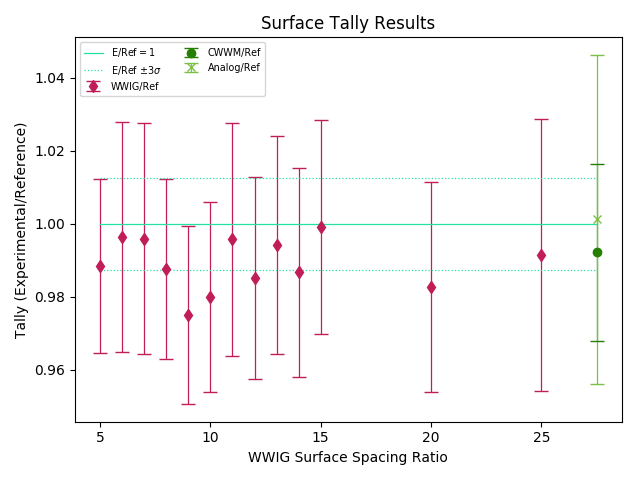 Surface Tally Results
E/Ref = 1
E/Ref ±3σ
WWIG/Ref
CWWM/Ref
Analog/Ref
Tally (Experimental/Reference)
1.04
1.02
1.00
0.98
0.96
5 10 15 20 25
WWIG Surface Spacing Ratio